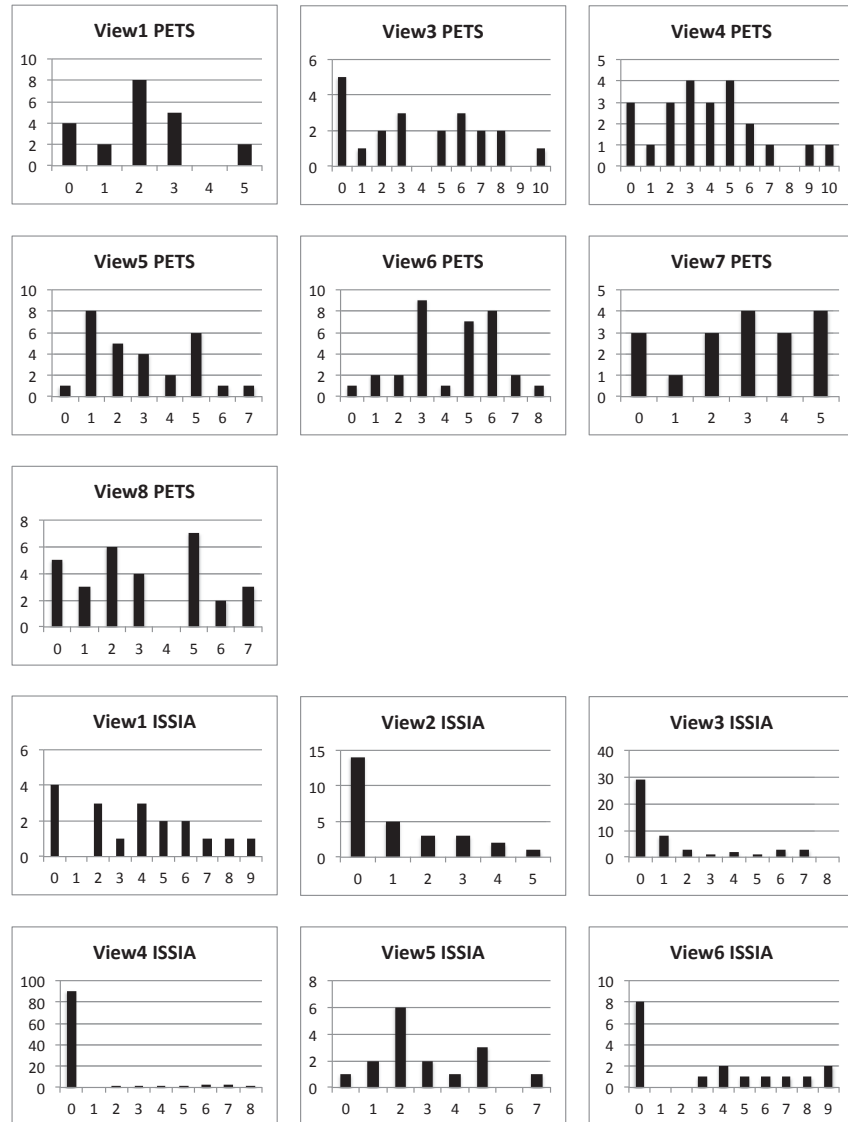 View1 PETS
10
8
6
4
2
0
0 1 2 3 4 5
View3 PETS
6
4
2
0
0 1 2 3 4 5 6 7 8 9 10
View4 PETS
5
4
3
2
1
0
0 1 2 3 4 5 6 7 8 9 10
View5 PETS
10
8
6
4
2
0
0 1 2 3 4 5 6 7
View6 PETS
10
8
6
4
2
0
0 1 2 3 4 5 6 7 8
View7 PETS
5
4
3
2
1
0
0 1 2 3 4 5
View8 PETS
8
6
4
2
0
0 1 2 3 4 5 6 7
View1 ISSIA
6
4
2
0
0 1 2 3 4 5 6 7 8 9
View2 ISSIA
15
10
5
0
0 1 2 3 4 5
View3 ISSIA
40
30
20
10
0
0 1 2 3 4 5 6 7 8
View4 ISSIA
100
80
60
40
20
0
0 1 2 3 4 5 6 7 8
View5 ISSIA
8
6
4
2
0
0 1 2 3 4 5 6 7
View6 ISSIA
10
8
6
4
2
0
0 1 2 3 4 5 6 7 8 9